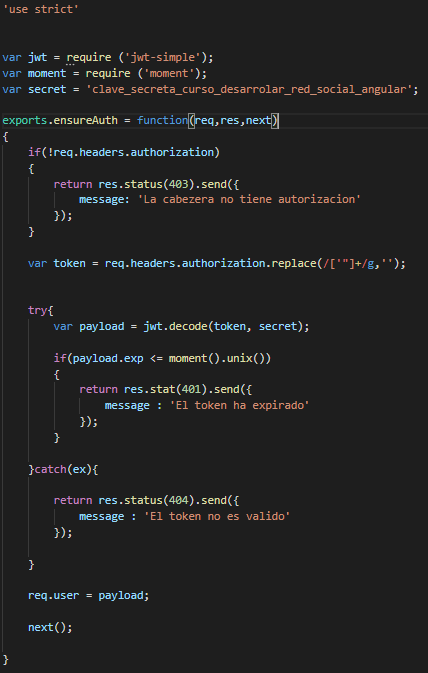 'use strict'
var jwt = require ('jwt-simple');
var moment = require ('moment');
var secret = 'clave_secreta_curso_desarrolar_red_social_angular';
exports.ensureAuth = function(req,res,next)
{
if(!req.headers.authorization)
{
return res.status(403).send({
message: 'La cabezera no tiene autorizacion'
});
}
var token = req.headers.authorization.replace(/['"]+/g,'');
try{
var payload = jwt.decode(token, secret);
if(payload.exp <= moment().unix())
{
return res.stat(401).send({
message : 'El token ha expirado'
});
}
}catch(ex){
return res.status(404).send({
message : 'El token no es valido'
});
}
req.user = payload;
next();
}